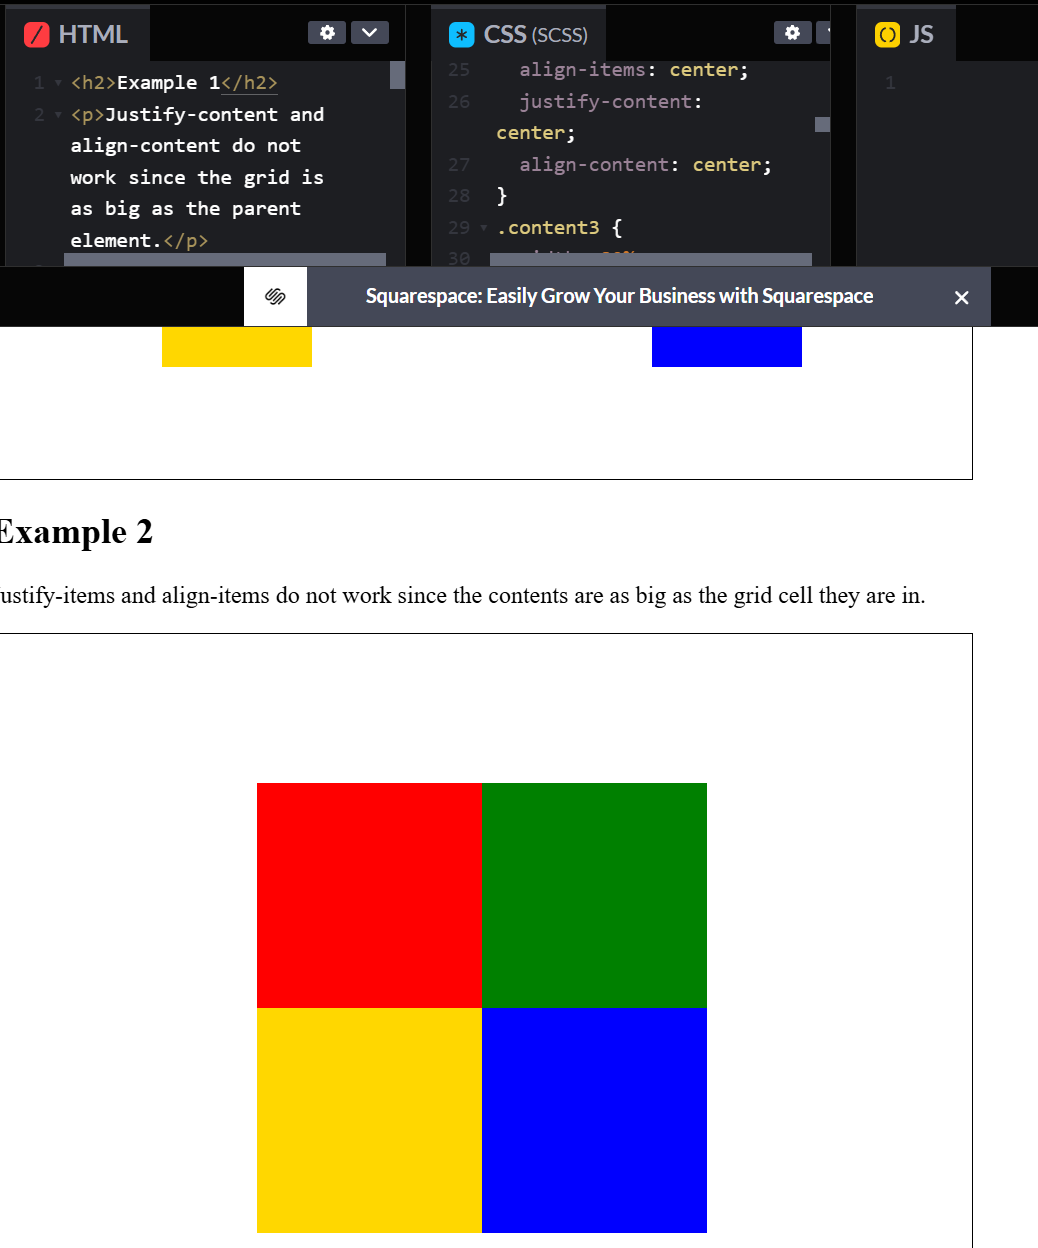 HTML
CSS (SCSS)
JS
1 <h2>Example 1</h2>
2 <p>Justify-content and
align-content do not
work since the grid is
as big as the parent
element.</p>
25 align-items: center;
26 justify-content:
center;
27 align-content: center;
28 }
29 .content3 {
30
1
Squarespace: Easily Grow Your Business with Squarespace
Example 2
ustify-items and align-items do not work since the contents are as big as the grid cell they are in.